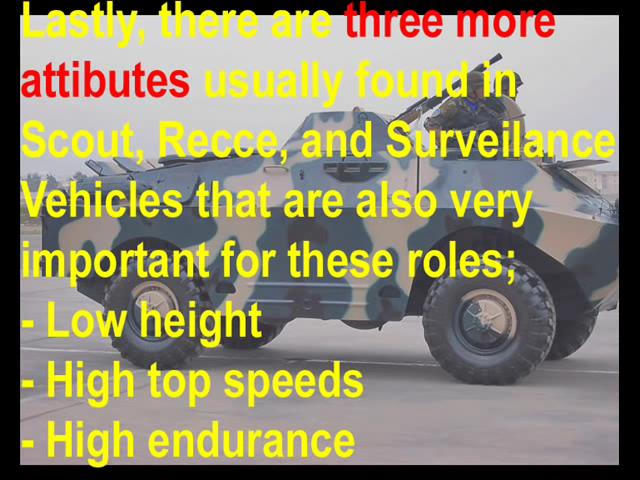 Lastly, there are three more
attibutes usually found in
Scout, Recce, and Surveilance
Vehicles that are also very
important for these roles;
- Low height
- High top speeds
- High endurance